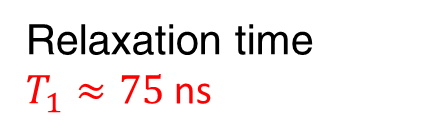 Relaxation time
T₁ ≈ 75 ns